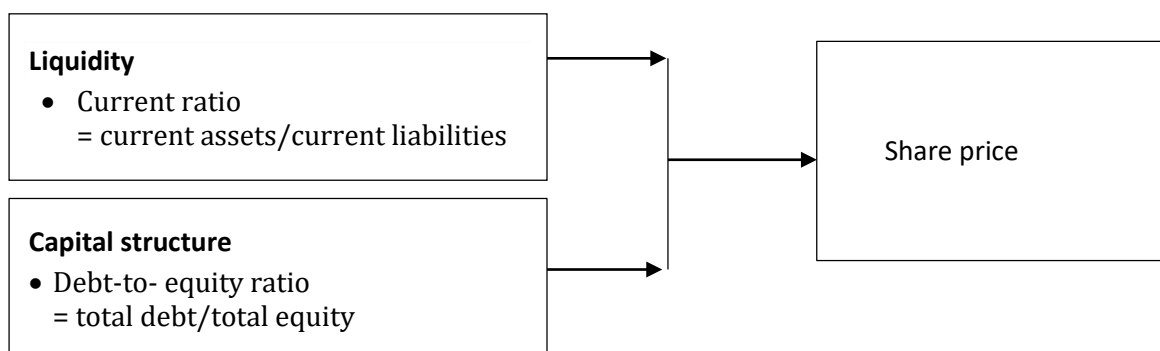 Liquidity
• Current ratio
= current assets/current liabilities
Capital structure
• Debt-to- equity ratio
= total debt/total equity
Share price